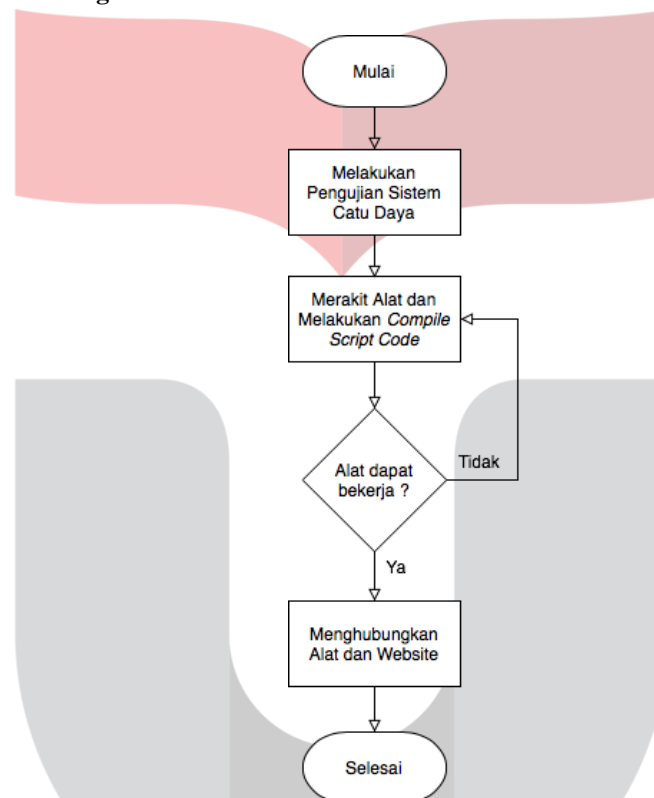 Mulai
Melakukan
Pengujian Sistem
Catu Daya
Merakit Alat dan
Melakukan Compile
Script Code
Alat dapat
bekerja ?
Tidak
Ya
Menghubungkan
Alat dan Website
Selesai